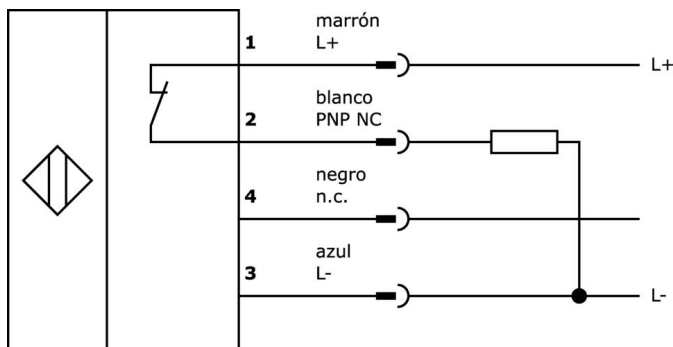 marrón
1 L+
L+
blanco
2 PNP NC
negro
4 n.c.
azul
3 L-
L-